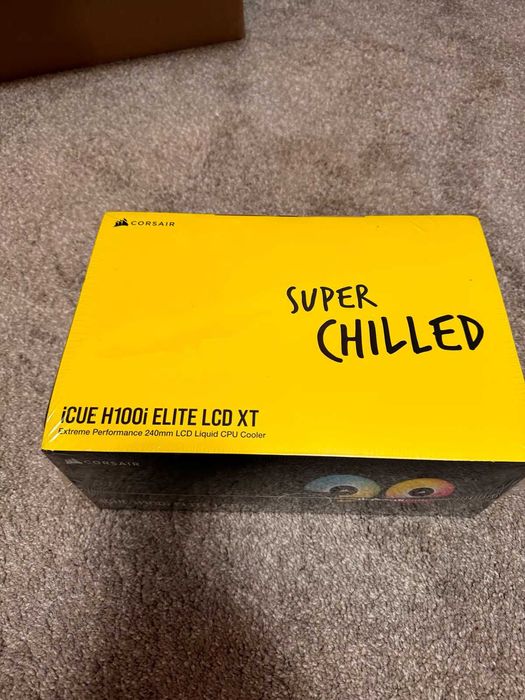 CORSAIR
SUPER
CHILLED
iCUE H100i ELITE LCD XT
Extreme Performance 240mm LCD Liquid CPU Cooler
CORSAIR